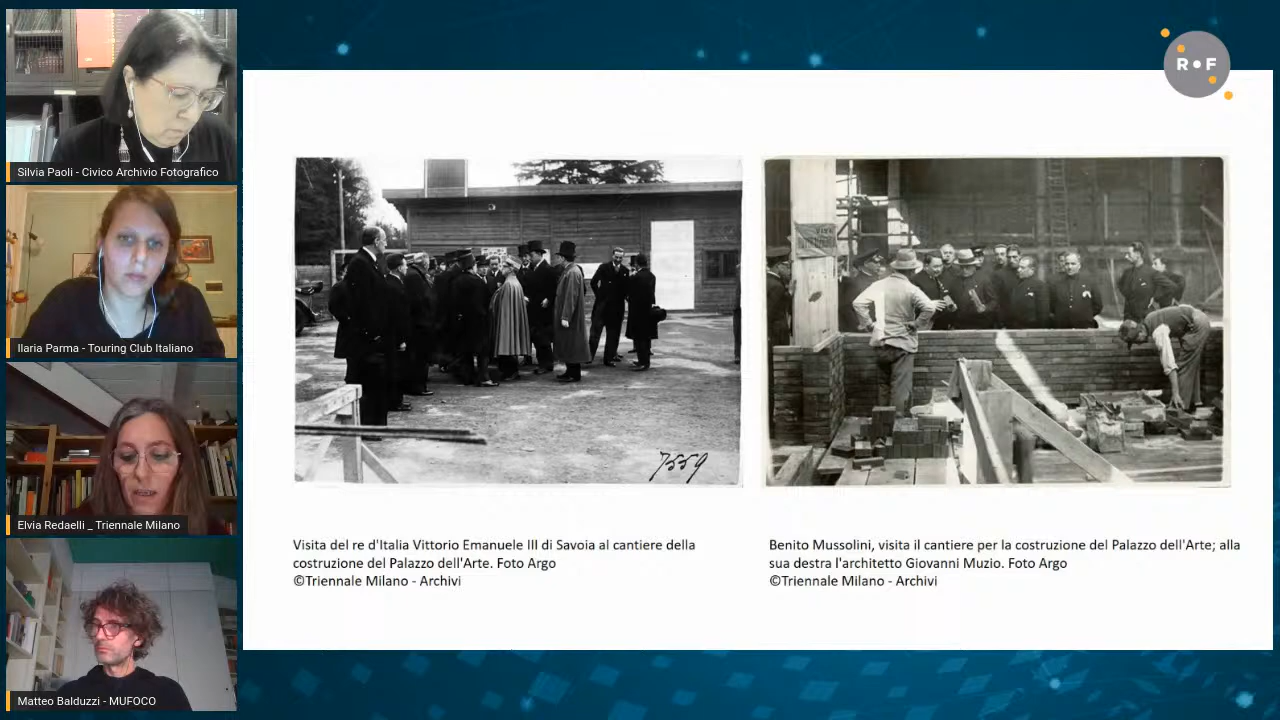 R F
Silvia Paoli - Civico Archivio Fotografico
Ilaria Parma - Touring Club Italiano
Elvia Redaelli _ Triennale Milano
Matteo Balduzzi - MUFOCO
7559
Visita del re d'Italia Vittorio Emanuele III di Savoia al cantiere della
costruzione del Palazzo dell'Arte. Foto Argo
©Triennale Milano - Archivi
Benito Mussolini, visita il cantiere per la costruzione del Palazzo dell'Arte; alla
sua destra l'architetto Giovanni Muzio. Foto Argo
©Triennale Milano - Archivi